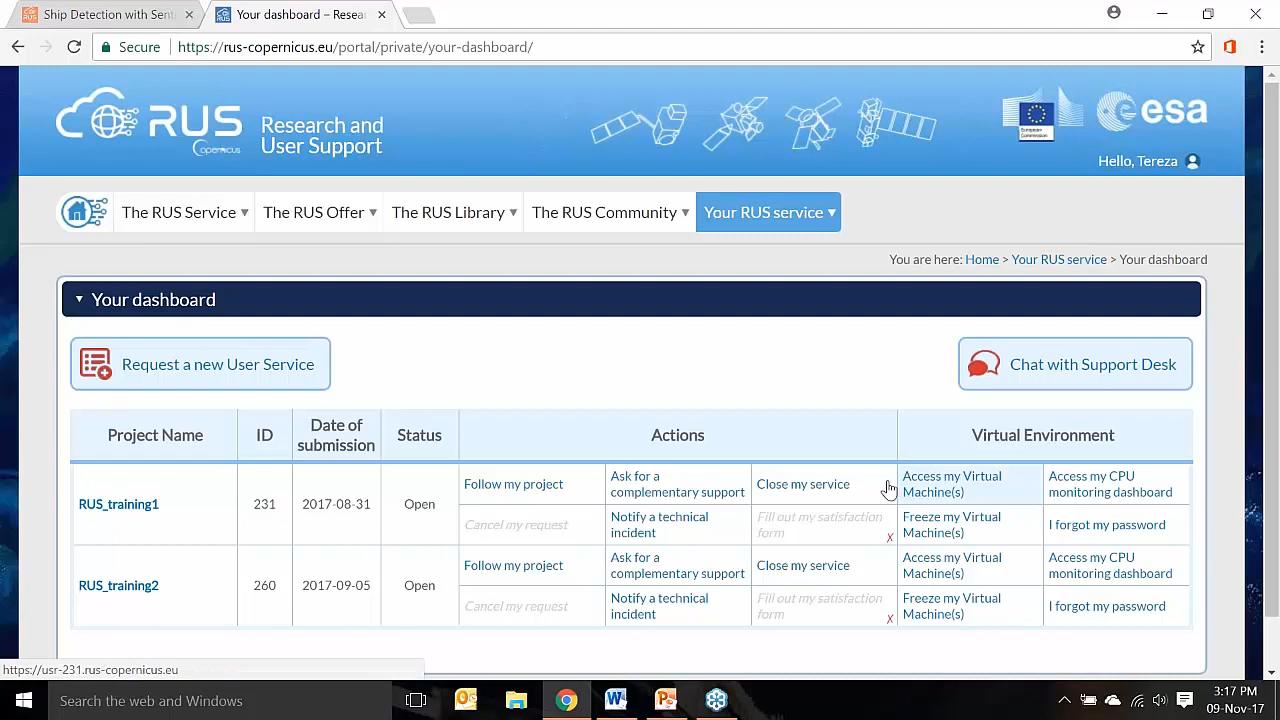 Ship Detection with Sent
Your dashboard – Resea
Secure
https://rus-copernicus.eu/portal/private/your-dashboard/
RUS
Copernicus
Research and
User Support
European
Commission
esa
Hello, Tereza
The RUS Service
The RUS Offer
The RUS Library
The RUS Community
Your RUS service
You are here: Home > Your RUS service > Your dashboard
Your dashboard
Request a new User Service
Chat with Support Desk
Project Name
ID
Date of
submission
Status
Actions
Virtual Environment
RUS_training1
231
2017-08-31
Open
Follow my project
Ask for a
complementary support
Close my service
Access my Virtual
Machine(s)
Access my CPU
monitoring dashboard
Cancel my request
Notify a technical
incident
Fill out my satisfaction
form
X
Freeze my Virtual
Machine(s)
I forgot my password
RUS_training2
260
2017-09-05
Open
Follow my project
Ask for a
complementary support
Close my service
Access my Virtual
Machine(s)
Access my CPU
monitoring dashboard
Cancel my request
Notify a technical
incident
Fill out my satisfaction
form
X
Freeze my Virtual
Machine(s)
I forgot my password
https://usr-231.rus-copernicus.eu
Search the web and Windows
3:17 PM
09-Nov-17